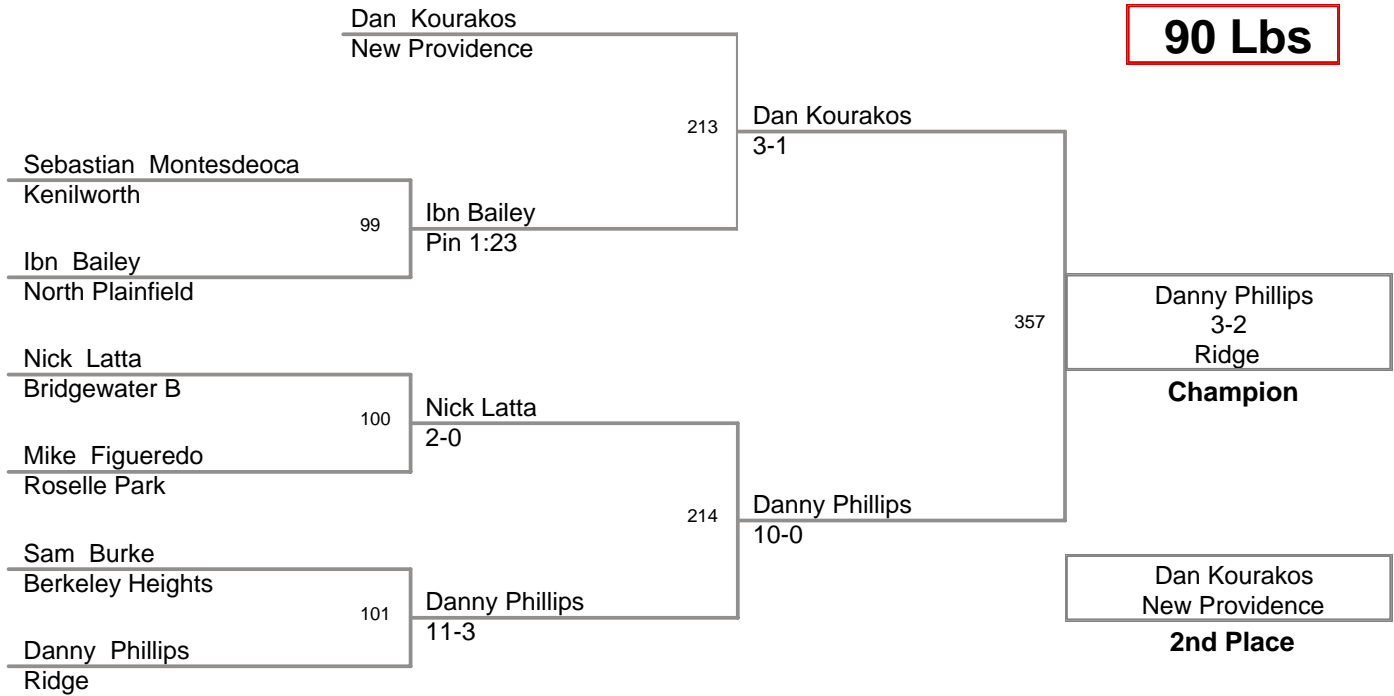 Dan Kourakos
New Providence
90 Lbs
213
Dan Kourakos
3-1
Sebastian Montesdeoca
Kenilworth
99
Ibn Bailey
Pin 1:23
Ibn Bailey
North Plainfield
357
Danny Phillips
3-2
Ridge
Champion
Nick Latta
Bridgewater B
100
Nick Latta
2-0
Mike Figueredo
Roselle Park
214
Danny Phillips
10-0
Sam Burke
Berkeley Heights
101
Danny Phillips
11-3
Danny Phillips
Ridge
Dan Kourakos
New Providence
2nd Place